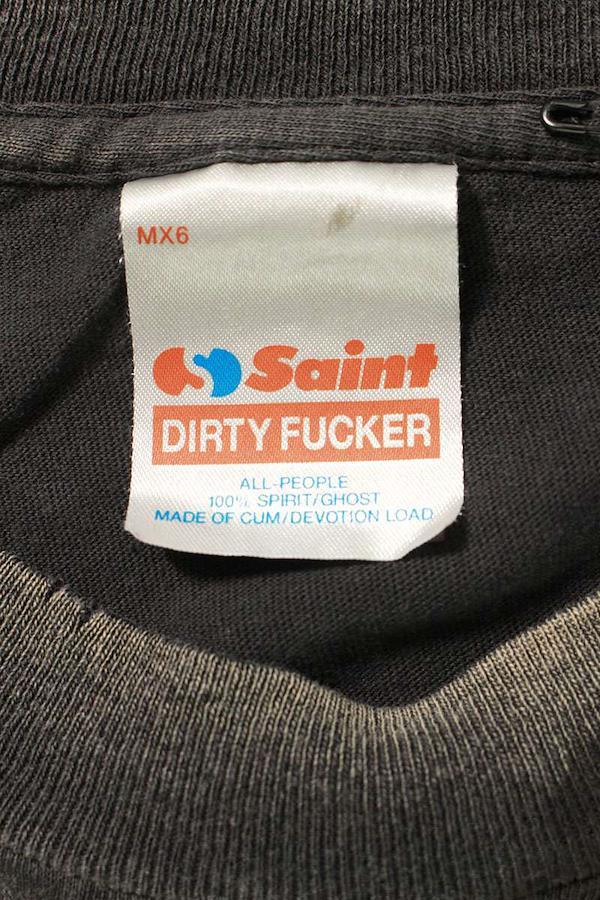 MX6
Saint
DIRTY FUCKER
ALL-PEOPLE
100% SPIRIT/GHOST
MADE OF CUM/DEVOTION LOAD